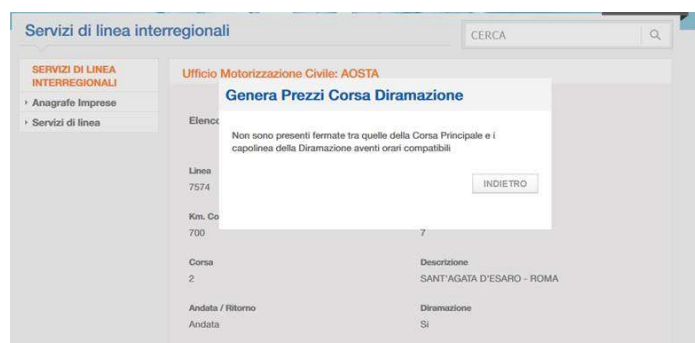 Servizi di linea interregionali
CERCA
SERVIZI DI LINEA
INTERREGIONALI
Anagrafe Imprese
Servizi di linea
Ufficio Motorizzazione Civile: AOSTA
Genera Prezzi Corsa Diramazione
Non sono presenti fermate tra quelle della Corsa Principale e i
capolinea della Diramazione aventi orari compatibili
INDIETRO
Elenco
Linea
7574
Km. Co
700
7
Corsa
Descrizione
2
SANT'AGATA D'ESARO - ROMA
Andata / Ritorno
Diramazione
Andata
Si